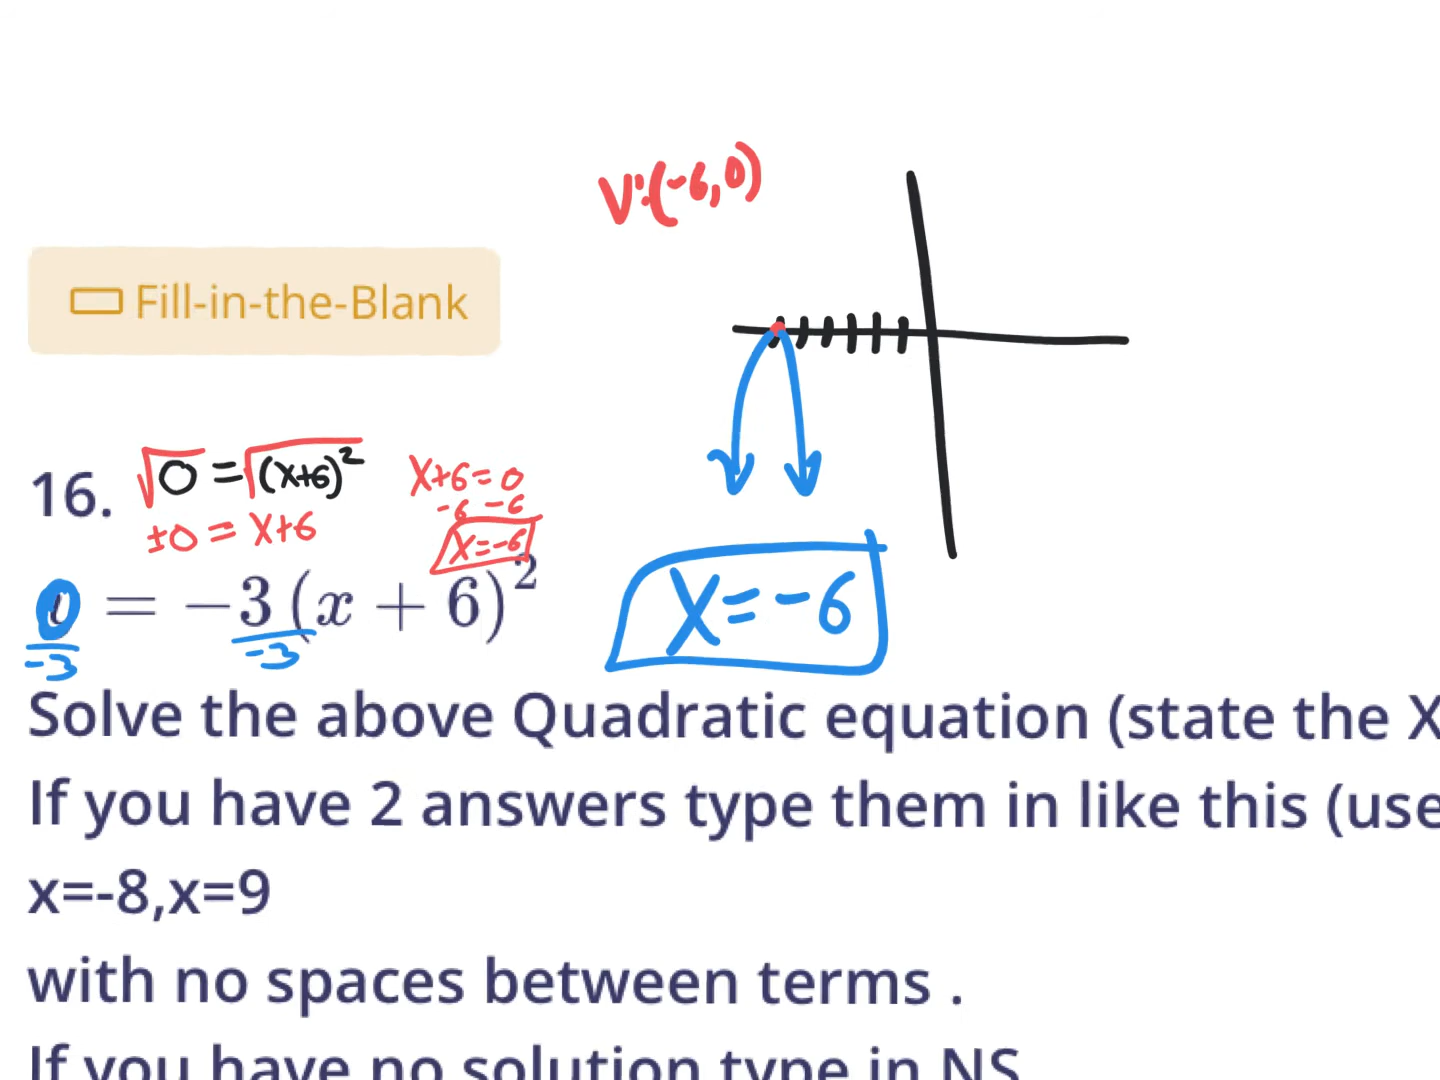 V:(-6,0)
Fill-in-the-Blank
16.
√0 = √(x+6)²
±0 = x+6
x+6=0
-6 -6
x=-6
0 = −3(x + 6)²
-3 -3
X=-6
Solve the above Quadratic equation (state the X
If you have 2 answers type them in like this (use
x=-8,x=9
with no spaces between terms .
If you have no solution type in NS